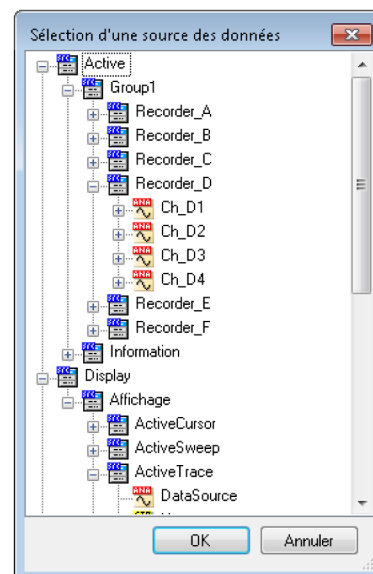 Sélection d'une source des données
Active
Group1
Recorder_A
Recorder_B
Recorder_C
Recorder_D
Ch_D1
Ch_D2
Ch_D3
Ch_D4
Recorder_E
Recorder_F
Information
Display
Affichage
ActiveCursor
ActiveSweep
ActiveTrace
DataSource
OK Annuler